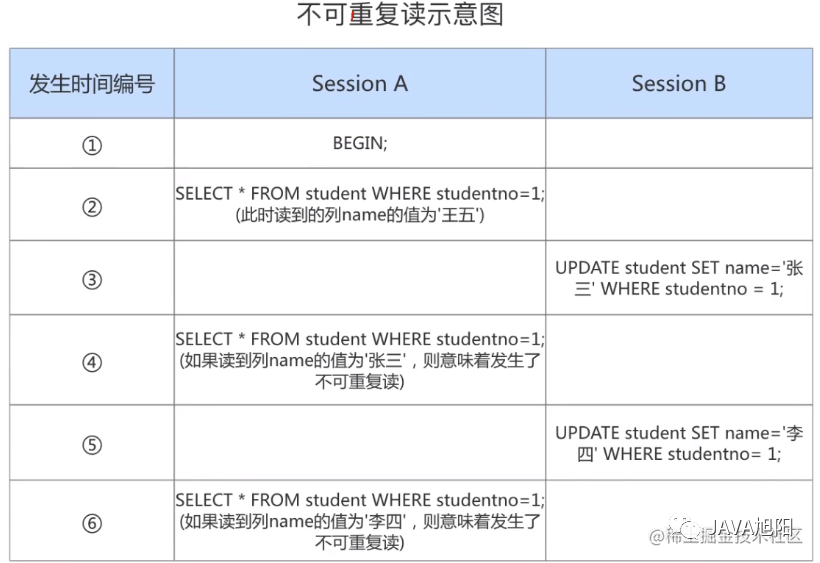 不可重复读示意图
发生时间编号
Session A
Session B
①
BEGIN;
②
SELECT * FROM student WHERE studentno=1;
(此时读到的列name的值为'王五')
③
UPDATE student SET name='张
三' WHERE studentno = 1;
④
SELECT * FROM student WHERE studentno=1;
(如果读到列name的值为'张三'，则意味着发生了
不可重复读)
⑤
UPDATE student SET name='李
四' WHERE studentno= 1;
⑥
SELECT * FROM student WHERE studentno=1;
(如果读到列name的值为'李四'，则意味着发生了
不可重复读)
JAVA旭阳
@稀土掘金技术社区